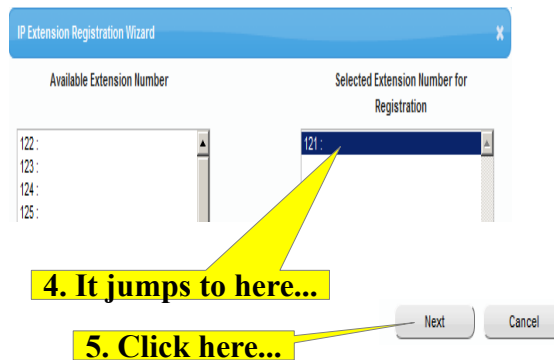 IP Extension Registration Wizard x
Available Extension Number
Selected Extension Number for
Registration
122 :
123 :
124 :
125 :
121 :
4. It jumps to here...
Next
Cancel
5. Click here...